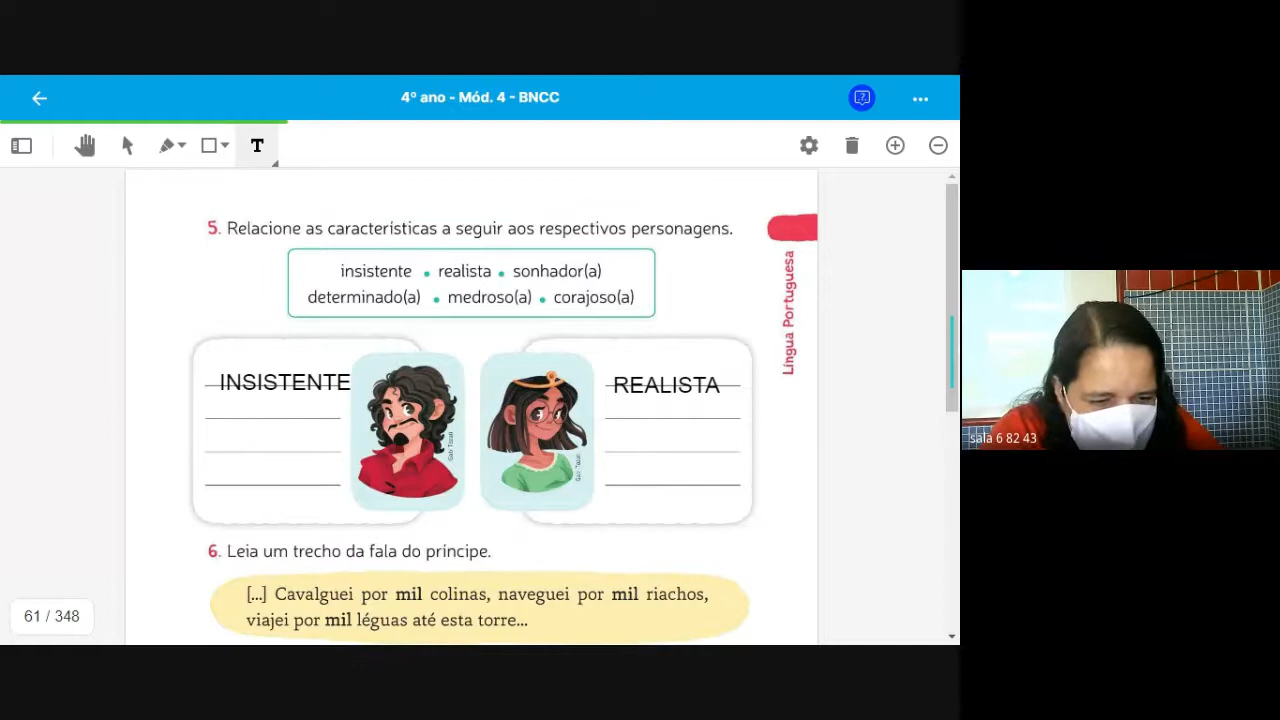 4º ano - Mód. 4 - BNCC
T
5. Relacione as características a seguir aos respectivos personagens.
insistente • realista • sonhador(a)
determinado(a) • medroso(a) • corajoso(a)
Língua Portuguesa
INSISTENTE
REALISTA
Gabi Tozati
sala 6 82 43
6. Leia um trecho da fala do príncipe.
[...] Cavalguei por mil colinas, naveguei por mil riachos,
viajei por mil léguas até esta torre...
61 / 348